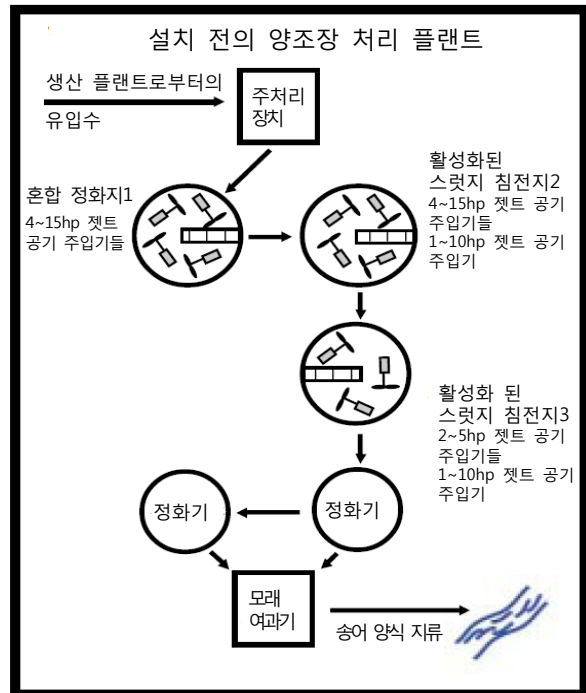 설치 전의 양조장 처리 플랜트
생산 플랜트로부터의
유입수
주처리
장치
혼합 정화지1
4~15hp 젯트
공기 주입기들
활성화된
스럿지 침전지2
4~15hp 젯트 공기
주입기들
1~10hp 젯트 공기
주입기
활성화 된
스럿지 침전지3
2~5hp 젯트 공기
주입기들
1~10hp 젯트 공기
주입기
정화기
정화기
모래
여과기
송어 양식 지류